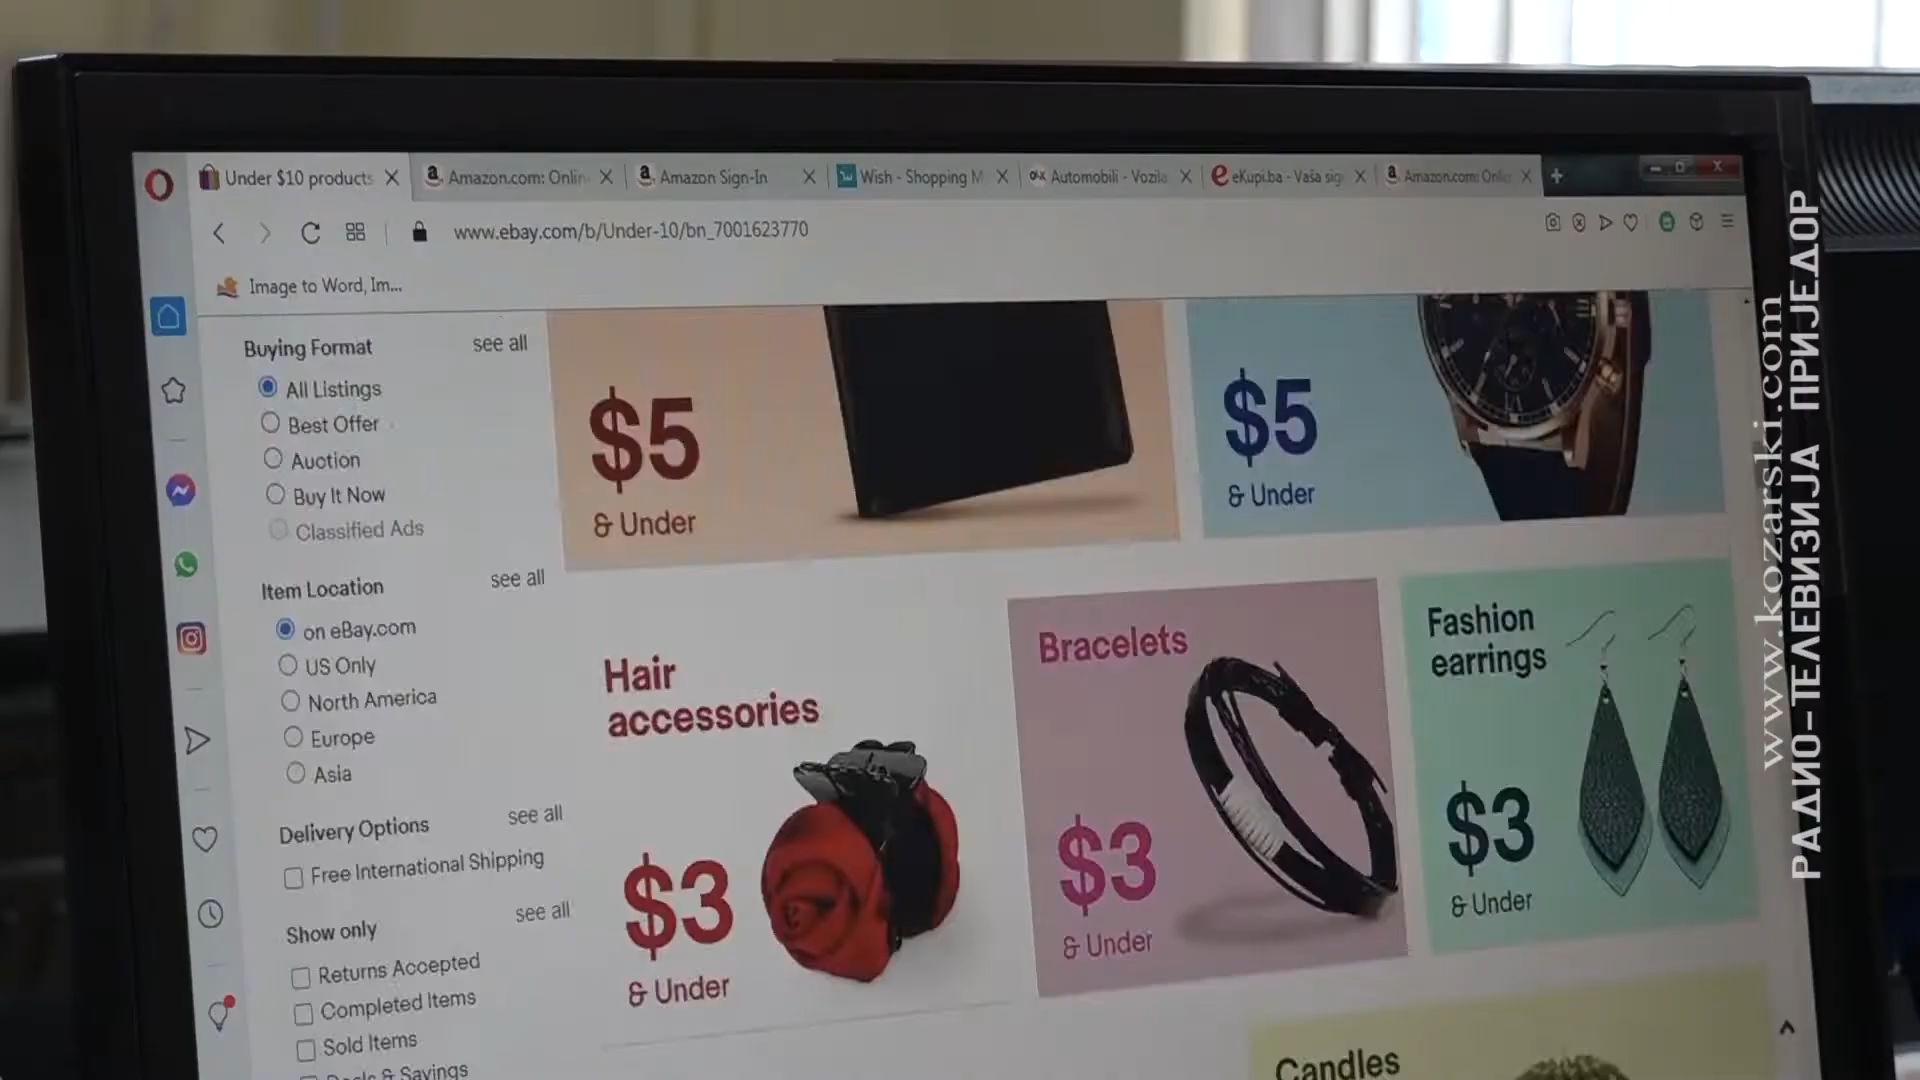 Under $10 products
Amazon.com: Onlin
Amazon Sign-In
Wish - Shopping M
OLX Automobili - Vozila
eKupi.ba - Vaša sig
Amazon.com: Onlin
www.ebay.com/b/Under-10/bn_7001623770
Image to Word, Im...
Buying Format
see all
All Listings
Best Offer
Auction
Buy It Now
Classified Ads
Item Location
see all
on eBay.com
US Only
North America
Europe
Asia
Delivery Options
see all
Free International Shipping
Show only
see all
Returns Accepted
Completed Items
Sold Items
Deals & Savings
$5
& Under
$5
& Under
Hair
accessories
$3
& Under
Bracelets
$3
& Under
Fashion
earrings
$3
& Under
Candles
www.kozarski.com
РАДИО-ТЕЛЕВИЗИЈА ПРИЈЕДОР